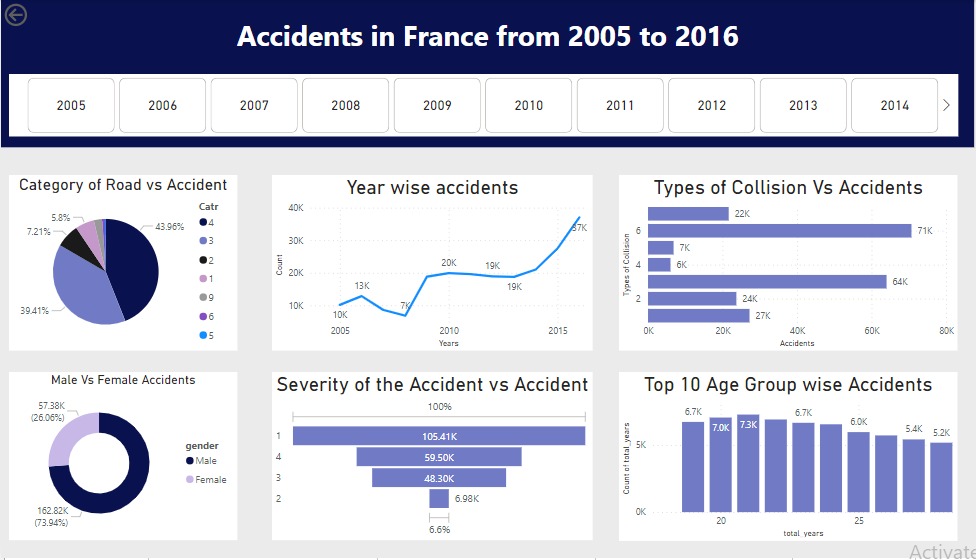 Accidents in France from 2005 to 2016
2005 2006 2007 2008 2009 2010 2011 2012 2013 2014
Category of Road vs Accident
Catr
4
3
2
1
9
6
5
5.8%
7.21%
43.96%
39.41%
Year wise accidents
Count
40K
30K
20K
10K
10K
13K
7K
20K
19K
19K
37K
2005 2010 2015
Years
Types of Collision Vs Accidents
Types of Collision
6
4
2
22K
71K
7K
6K
64K
24K
27K
0K 20K 40K 60K 80K
Accidents
Male Vs Female Accidents
57.38K
(26.06%)
gender
Male
Female
162.82K
(73.94%)
Severity of the Accident vs Accident
100%
1 105.41K
4 59.50K
3 48.30K
2 6.98K
6.6%
Top 10 Age Group wise Accidents
Count of total_years
5K
0K
6.7K 7.0K 7.3K 6.7K 6.0K 5.4K 5.2K
20 25
total_years
Activate